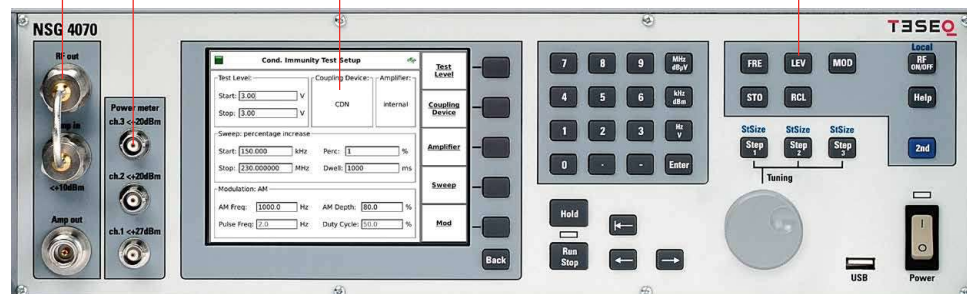 NSG 4070
TESEQ
RF out
Amp in
<+10dBm
Amp out
Power meter
ch.3 <+20dBm
ch.2 <+20dBm
ch.1 <+27dBm
Cond. Immunity Test Setup
Test Level:
Start: 3.00 V
Stop: 3.00 V
Coupling Device:
CDN
Amplifier:
internal
Sweep: percentage increase
Start: 150.000 kHz
Perc: 1 %
Stop: 230.000000 MHz
Dwell: 1000 ms
Modulation: AM
AM Freq: 1000.0 Hz
AM Depth: 80.0 %
Pulse Freq: 2.0 Hz
Duty Cycle: 50.0 %
Test
Level
Coupling
Device
Amplifier
Sweep
Mod
Back
7 8 9 MHz
dBµV
4 5 6 kHz
dBm
1 2 3 Hz
V
0 . - Enter
Hold
Run
Stop
FRE LEV MOD
STO RCL
StSize StSize StSize
Step
1
Step
2
Step
3
Tuning
Local
RF
ON/OFF
Help
2nd
USB
Power